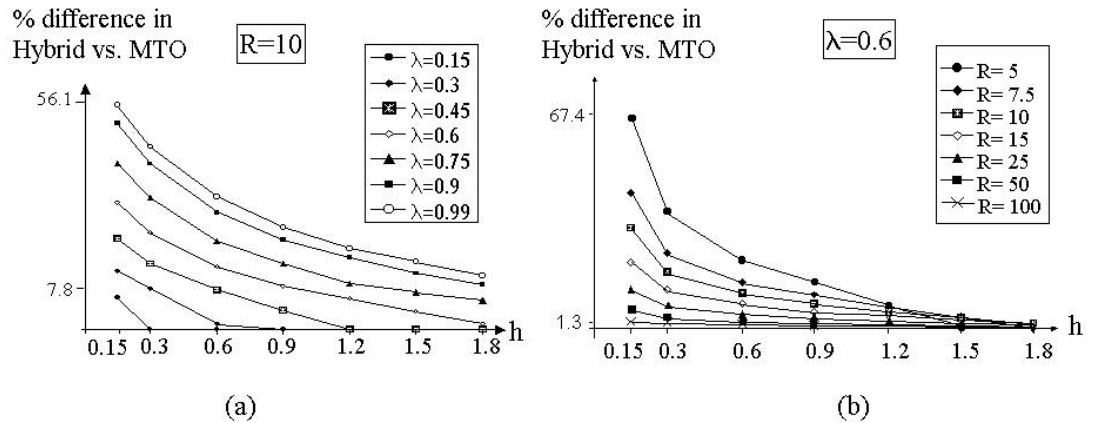 % difference in
Hybrid vs. MTO
R=10
λ=0.15
λ=0.3
λ=0.45
λ=0.6
λ=0.75
λ=0.9
λ=0.99
56.1
7.8
h
0.15 0.3 0.6 0.9 1.2 1.5 1.8
(a)
% difference in
Hybrid vs. MTO
λ=0.6
R= 5
R= 7.5
R= 10
R= 15
R= 25
R= 50
R= 100
67.4
1.3
h
0.15 0.3 0.6 0.9 1.2 1.5 1.8
(b)